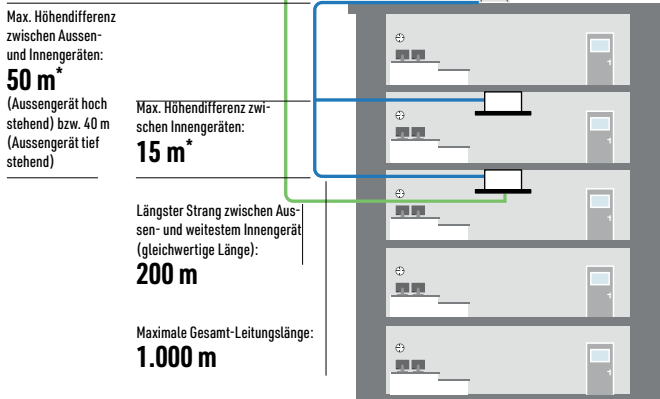 Max. Höhendifferenz
zwischen Aussen-
und Innengeräten:
50 m*
(Aussengerät hoch
stehend) bzw. 40 m
(Aussengerät tief
stehend)
Max. Höhendifferenz zwi-
schen Innengeräten:
15 m*
Längster Strang zwischen Aus-
sen- und weitestem Innengerät
(gleichwertige Länge):
200 m
Maximale Gesamt-Leitungslänge:
1.000 m